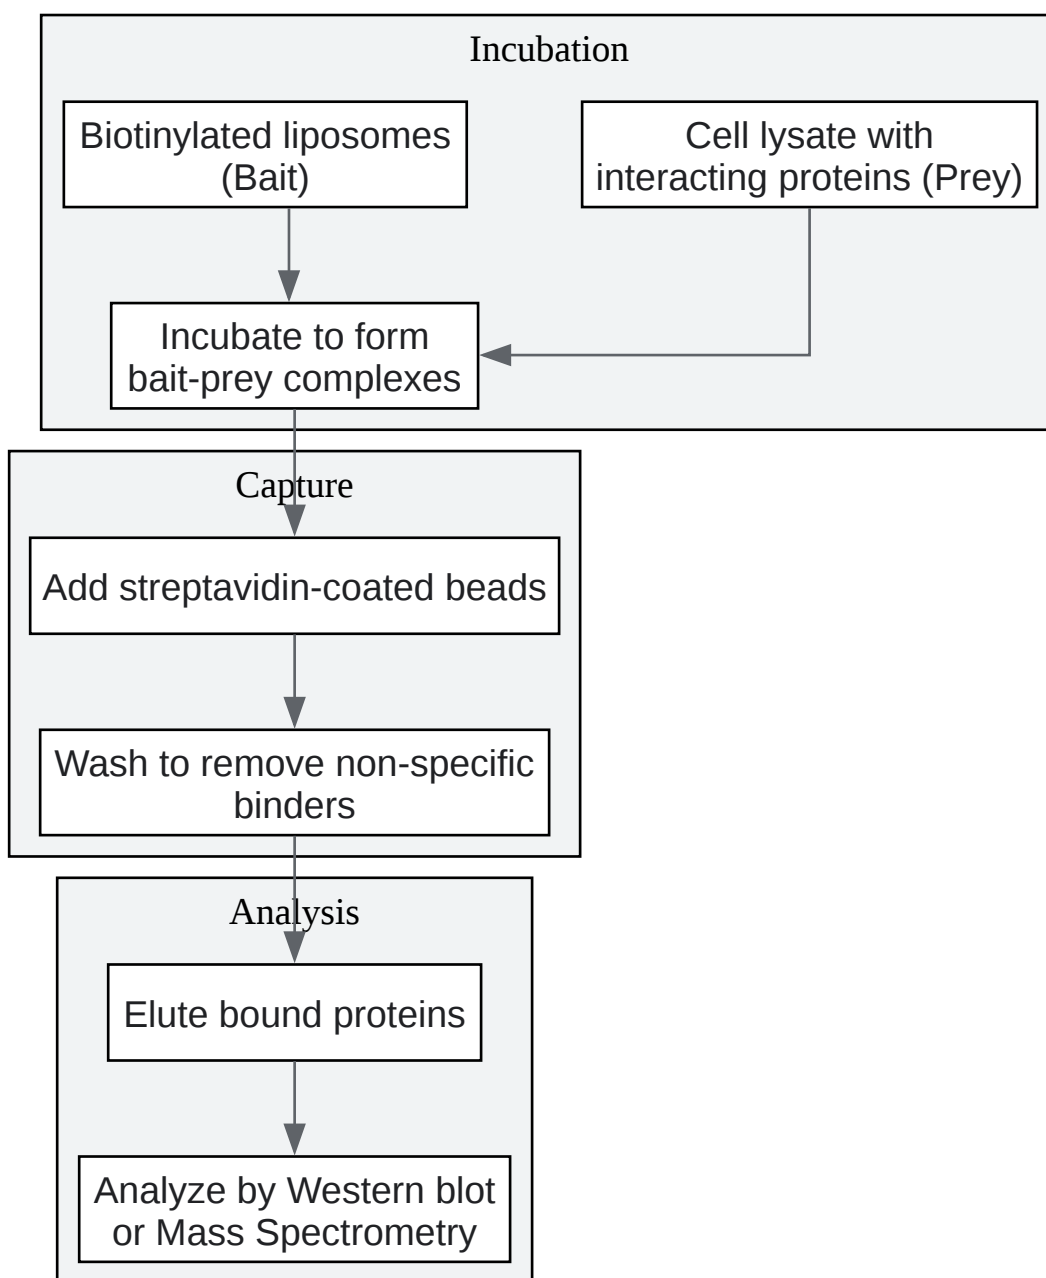 Incubation
Biotinylated liposomes
(Bait)
Cell lysate with
interacting proteins (Prey)
Incubate to form
bait-prey complexes
Capture
Add streptavidin-coated beads
Wash to remove non-specific
binders
Analysis
Elute bound proteins
Analyze by Western blot
or Mass Spectrometry